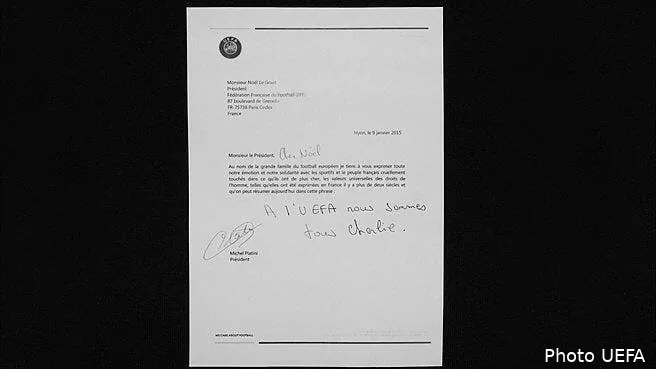 UEFA
Monsieur Noël Le Graet
Président
Fédération Française du Football (FFF)
87 boulevard de Grenelle
FR-75738 Paris Cedex
France
Nyon, le 9 janvier 2015
Monsieur le Président, Cher Noël
Au nom de la grande famille du football européen je tiens à vous exprimer toute
notre émotion et notre solidarité avec les sportifs et le peuple français cruellement
touchés dans ce qu'ils ont de plus cher, les valeurs universelles des droits de
l'homme, telles qu'elles ont été exprimées en France il y a plus de deux siècles et
qu'on peut résumer aujourd'hui dans cette phrase :
A l'UEFA nous sommes
tous Charlie.
Michel Platini
Président
WE CARE ABOUT FOOTBALL
Photo UEFA